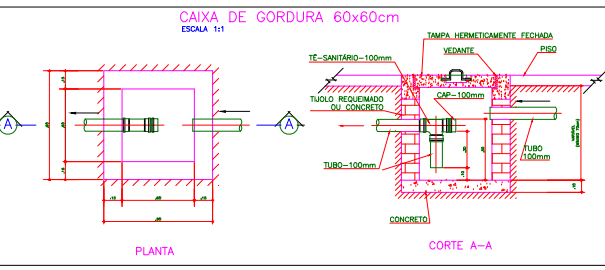 CAIXA DE GORDURA 60x60cm
ESCALA 1:1
TAMPA HERMETICAMENTE FECHADA
VEDANTE
PISO
TÊ-SANITÁRIO-100mm
CAP-100mm
TIJOLO REQUEIMADO
OU CONCRETO
A
A
TUBO-100mm
TUBO
100mm
CONCRETO
PLANTA
CORTE A-A